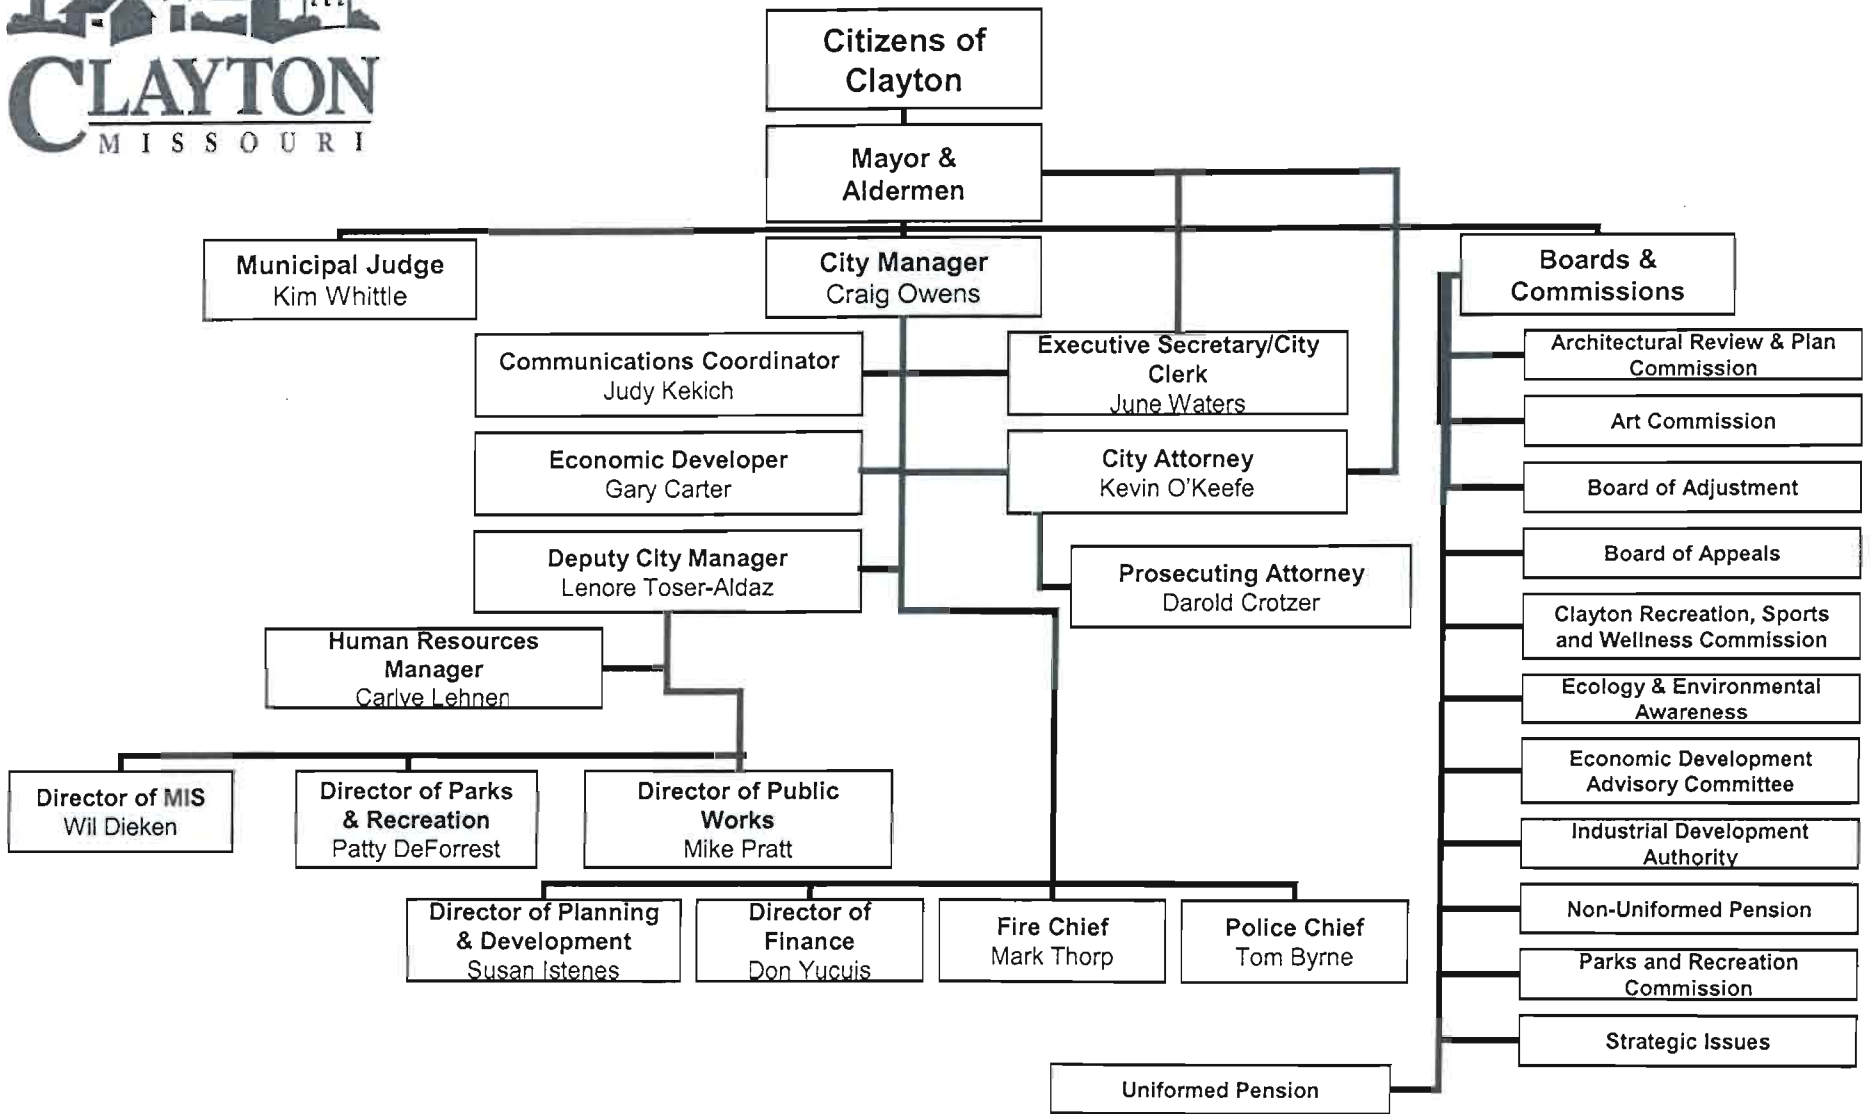 CLAYTON
MISSOURI
Citizens of
Clayton
Mayor &
Aldermen
Municipal Judge
Kim Whittle
City Manager
Craig Owens
Boards &
Commissions
Communications Coordinator
Judy Kekich
Executive Secretary/City
Clerk
June Waters
Economic Developer
Gary Carter
City Attorney
Kevin O'Keefe
Deputy City Manager
Lenore Toser-Aldaz
Prosecuting Attorney
Darold Crotzer
Human Resources
Manager
Carlye Lehnen
Director of MIS
Wil Dieken
Director of Parks
& Recreation
Patty DeForrest
Director of Public
Works
Mike Pratt
Director of Planning
& Development
Susan Istenes
Director of
Finance
Don Yucuis
Fire Chief
Mark Thorp
Police Chief
Tom Byrne
Architectural Review & Plan
Commission
Art Commission
Board of Adjustment
Board of Appeals
Clayton Recreation, Sports
and Wellness Commission
Ecology & Environmental
Awareness
Economic Development
Advisory Committee
Industrial Development
Authority
Non-Uniformed Pension
Parks and Recreation
Commission
Strategic Issues
Uniformed Pension